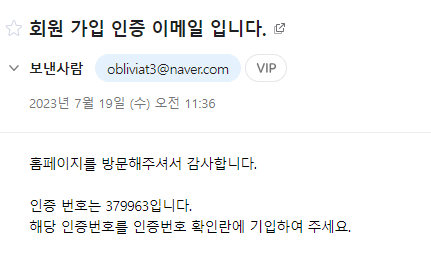 회원 가입 인증 이메일 입니다.
보낸사람 obliviat3@naver.com VIP
2023년 7월 19일 (수) 오전 11:36
홈페이지를 방문해주셔서 감사합니다.
인증 번호는 379963입니다.
해당 인증번호를 인증번호 확인란에 기입하여 주세요.